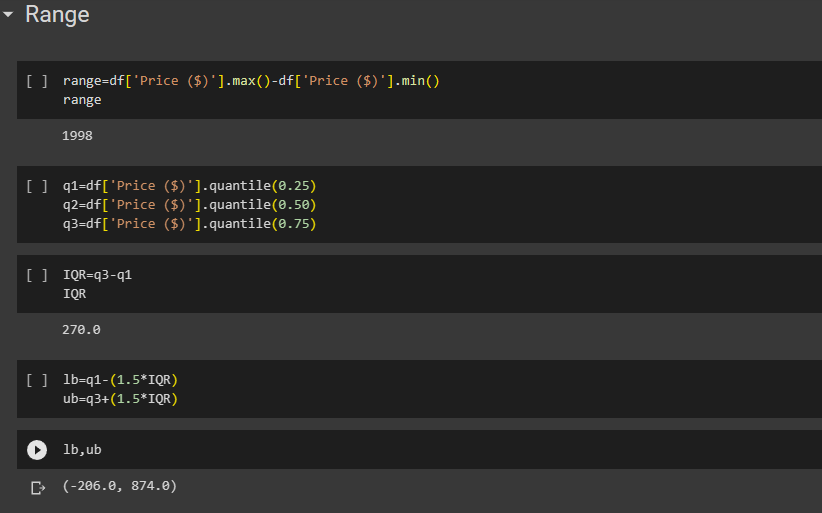 Range
[ ] range=df['Price ($)'].max()-df['Price ($)'].min()
range
1998
[ ] q1=df['Price ($)'].quantile(0.25)
q2=df['Price ($)'].quantile(0.50)
q3=df['Price ($)'].quantile(0.75)
[ ] IQR=q3-q1
IQR
270.0
[ ] lb=q1-(1.5*IQR)
ub=q3+(1.5*IQR)
lb,ub
(-206.0, 874.0)